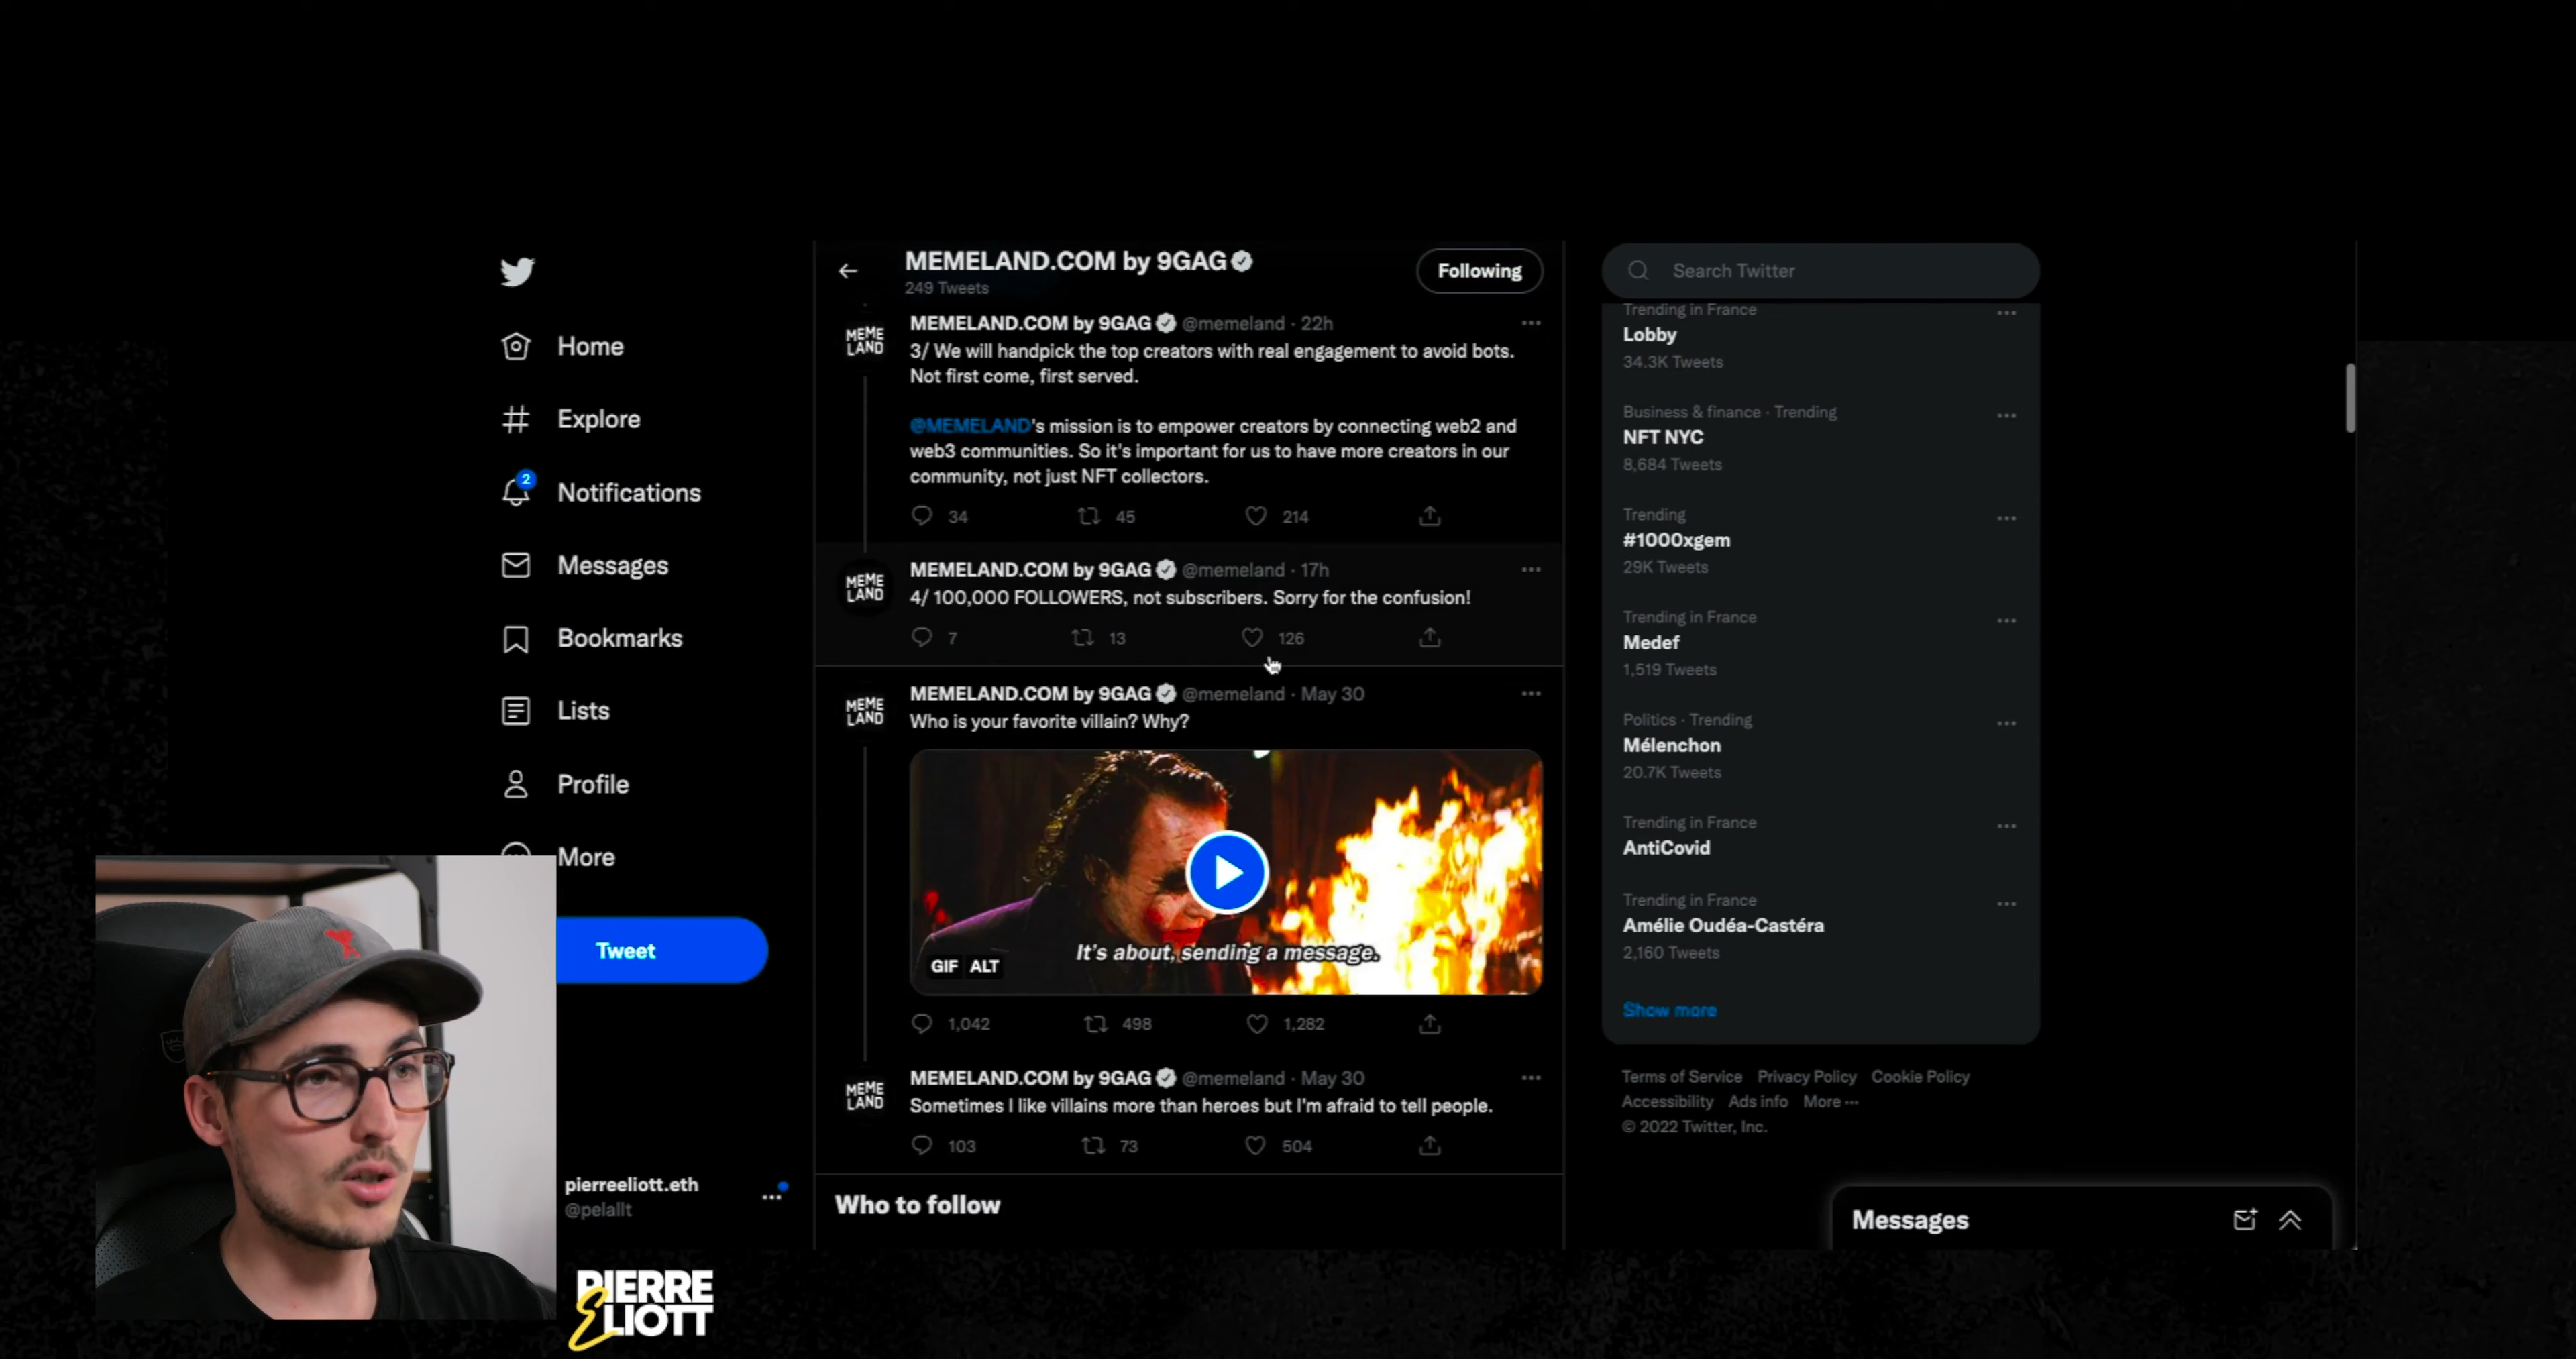 Home
Explore
2
Notifications
Messages
Bookmarks
Lists
Profile
More
Tweet
pierreeliott.eth
@pelallt
PIERRE
ELIOTT
MEMELAND.COM by 9GAG
249 Tweets
Following
MEME
LAND
MEMELAND.COM by 9GAG @memeland · 22h
3/ We will handpick the top creators with real engagement to avoid bots.
Not first come, first served.
@MEMELAND's mission is to empower creators by connecting web2 and
web3 communities. So it's important for us to have more creators in our
community, not just NFT collectors.
34 45 214
MEME
LAND
MEMELAND.COM by 9GAG @memeland · 17h
4/ 100,000 FOLLOWERS, not subscribers. Sorry for the confusion!
7 13 126
MEME
LAND
MEMELAND.COM by 9GAG @memeland · May 30
Who is your favorite villain? Why?
It's about, sending a message.
GIF ALT
1,042 498 1,282
MEME
LAND
MEMELAND.COM by 9GAG @memeland · May 30
Sometimes I like villains more than heroes but I'm afraid to tell people.
103 73 504
Who to follow
Search Twitter
Trending in France
Lobby
34.3K Tweets
Business & finance · Trending
NFT NYC
8,684 Tweets
Trending
#1000xgem
29K Tweets
Trending in France
Medef
1,519 Tweets
Politics · Trending
Mélenchon
20.7K Tweets
Trending in France
AntiCovid
Trending in France
Amélie Oudéa-Castéra
2,160 Tweets
Show more
Terms of Service Privacy Policy Cookie Policy
Accessibility Ads info More ···
© 2022 Twitter, Inc.
Messages